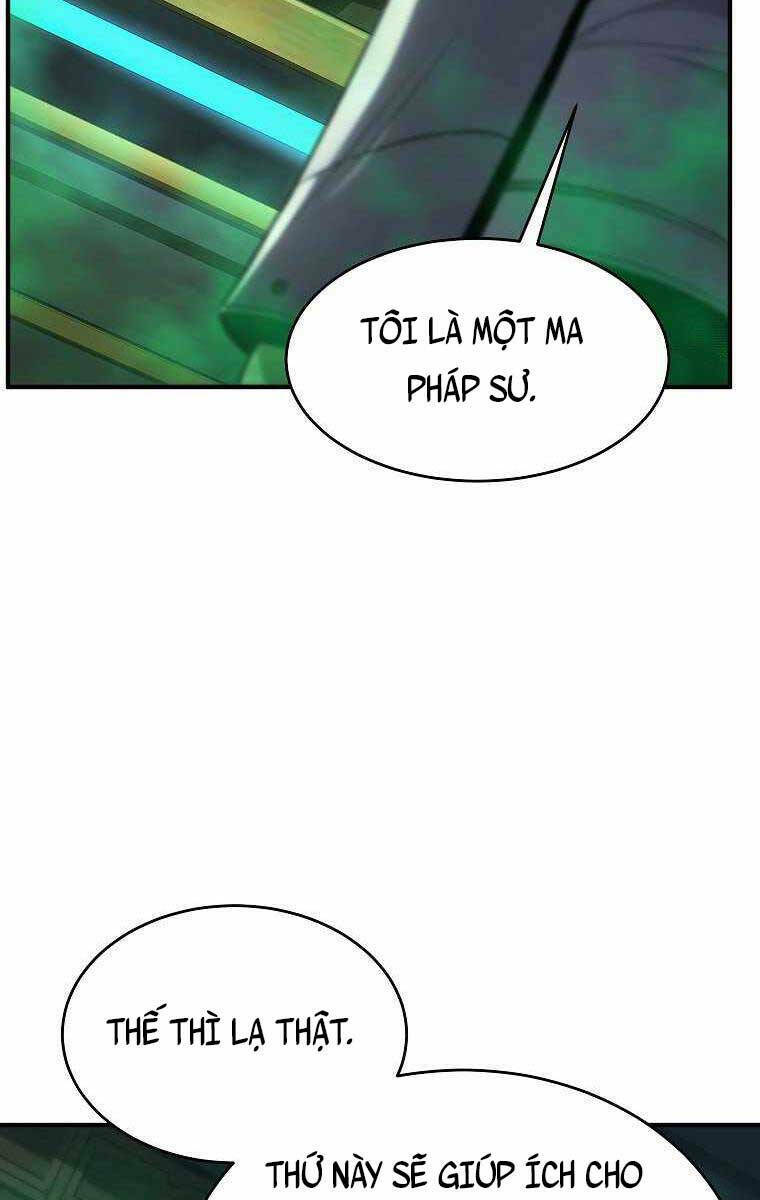 TÔI LÀ MỘT MA
PHÁP SƯ.
THẾ THÌ LẠ THẬT.
THỨ NÀY SẼ GIÚP ÍCH CHO